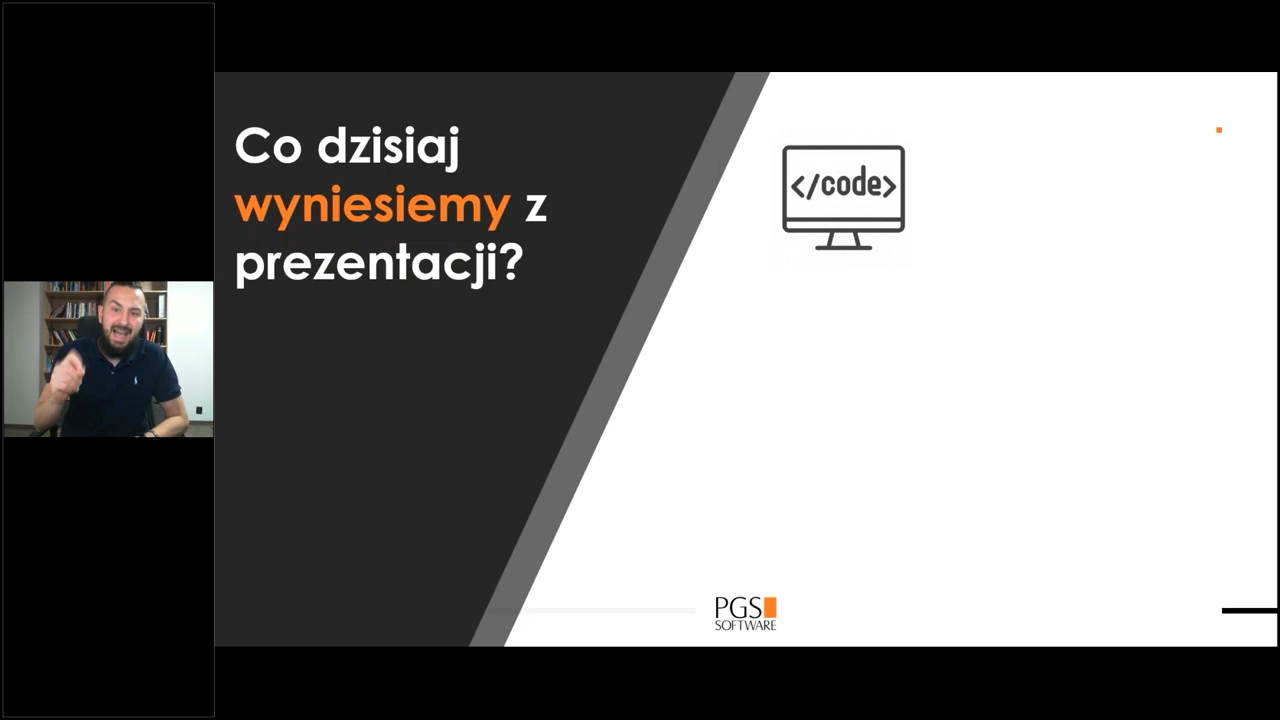 Co dzisiaj
wyniesiemy z
prezentacji?
</code>
PGS
SOFTWARE